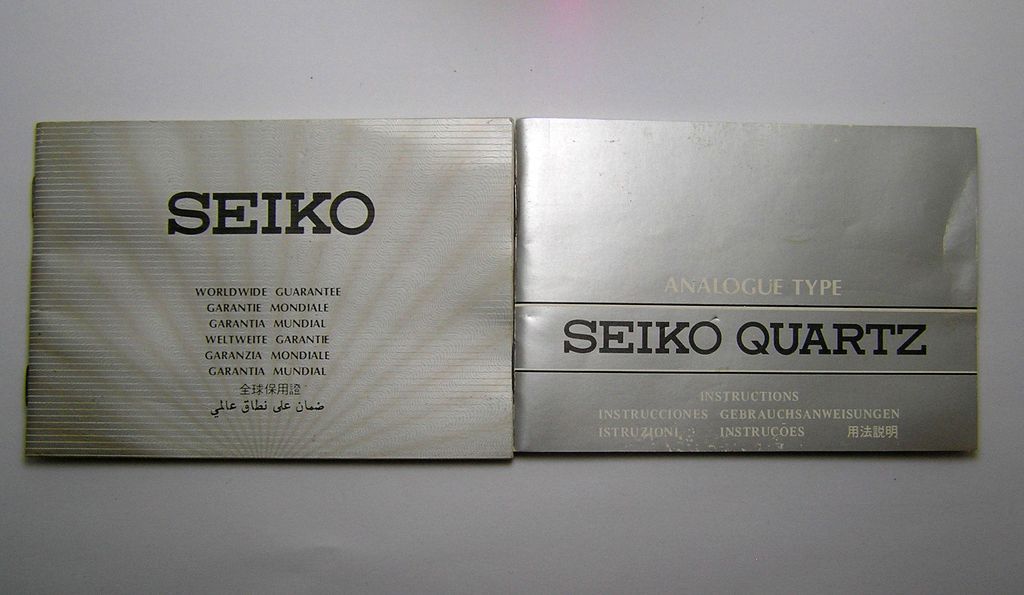 SEIKO
WORLDWIDE GUARANTEE
GARANTIE MONDIALE
GARANTIA MUNDIAL
WELTWEITE GARANTIE
GARANZIA MONDIALE
GARANTIA MUNDIAL
全球保用證
ضمان على نطاق عالمي
ANALOGUE TYPE
SEIKO QUARTZ
INSTRUCTIONS
INSTRUCCIONES GEBRAUCHSANWEISUNGEN
ISTRUZIONI INSTRUÇÕES 用法説明